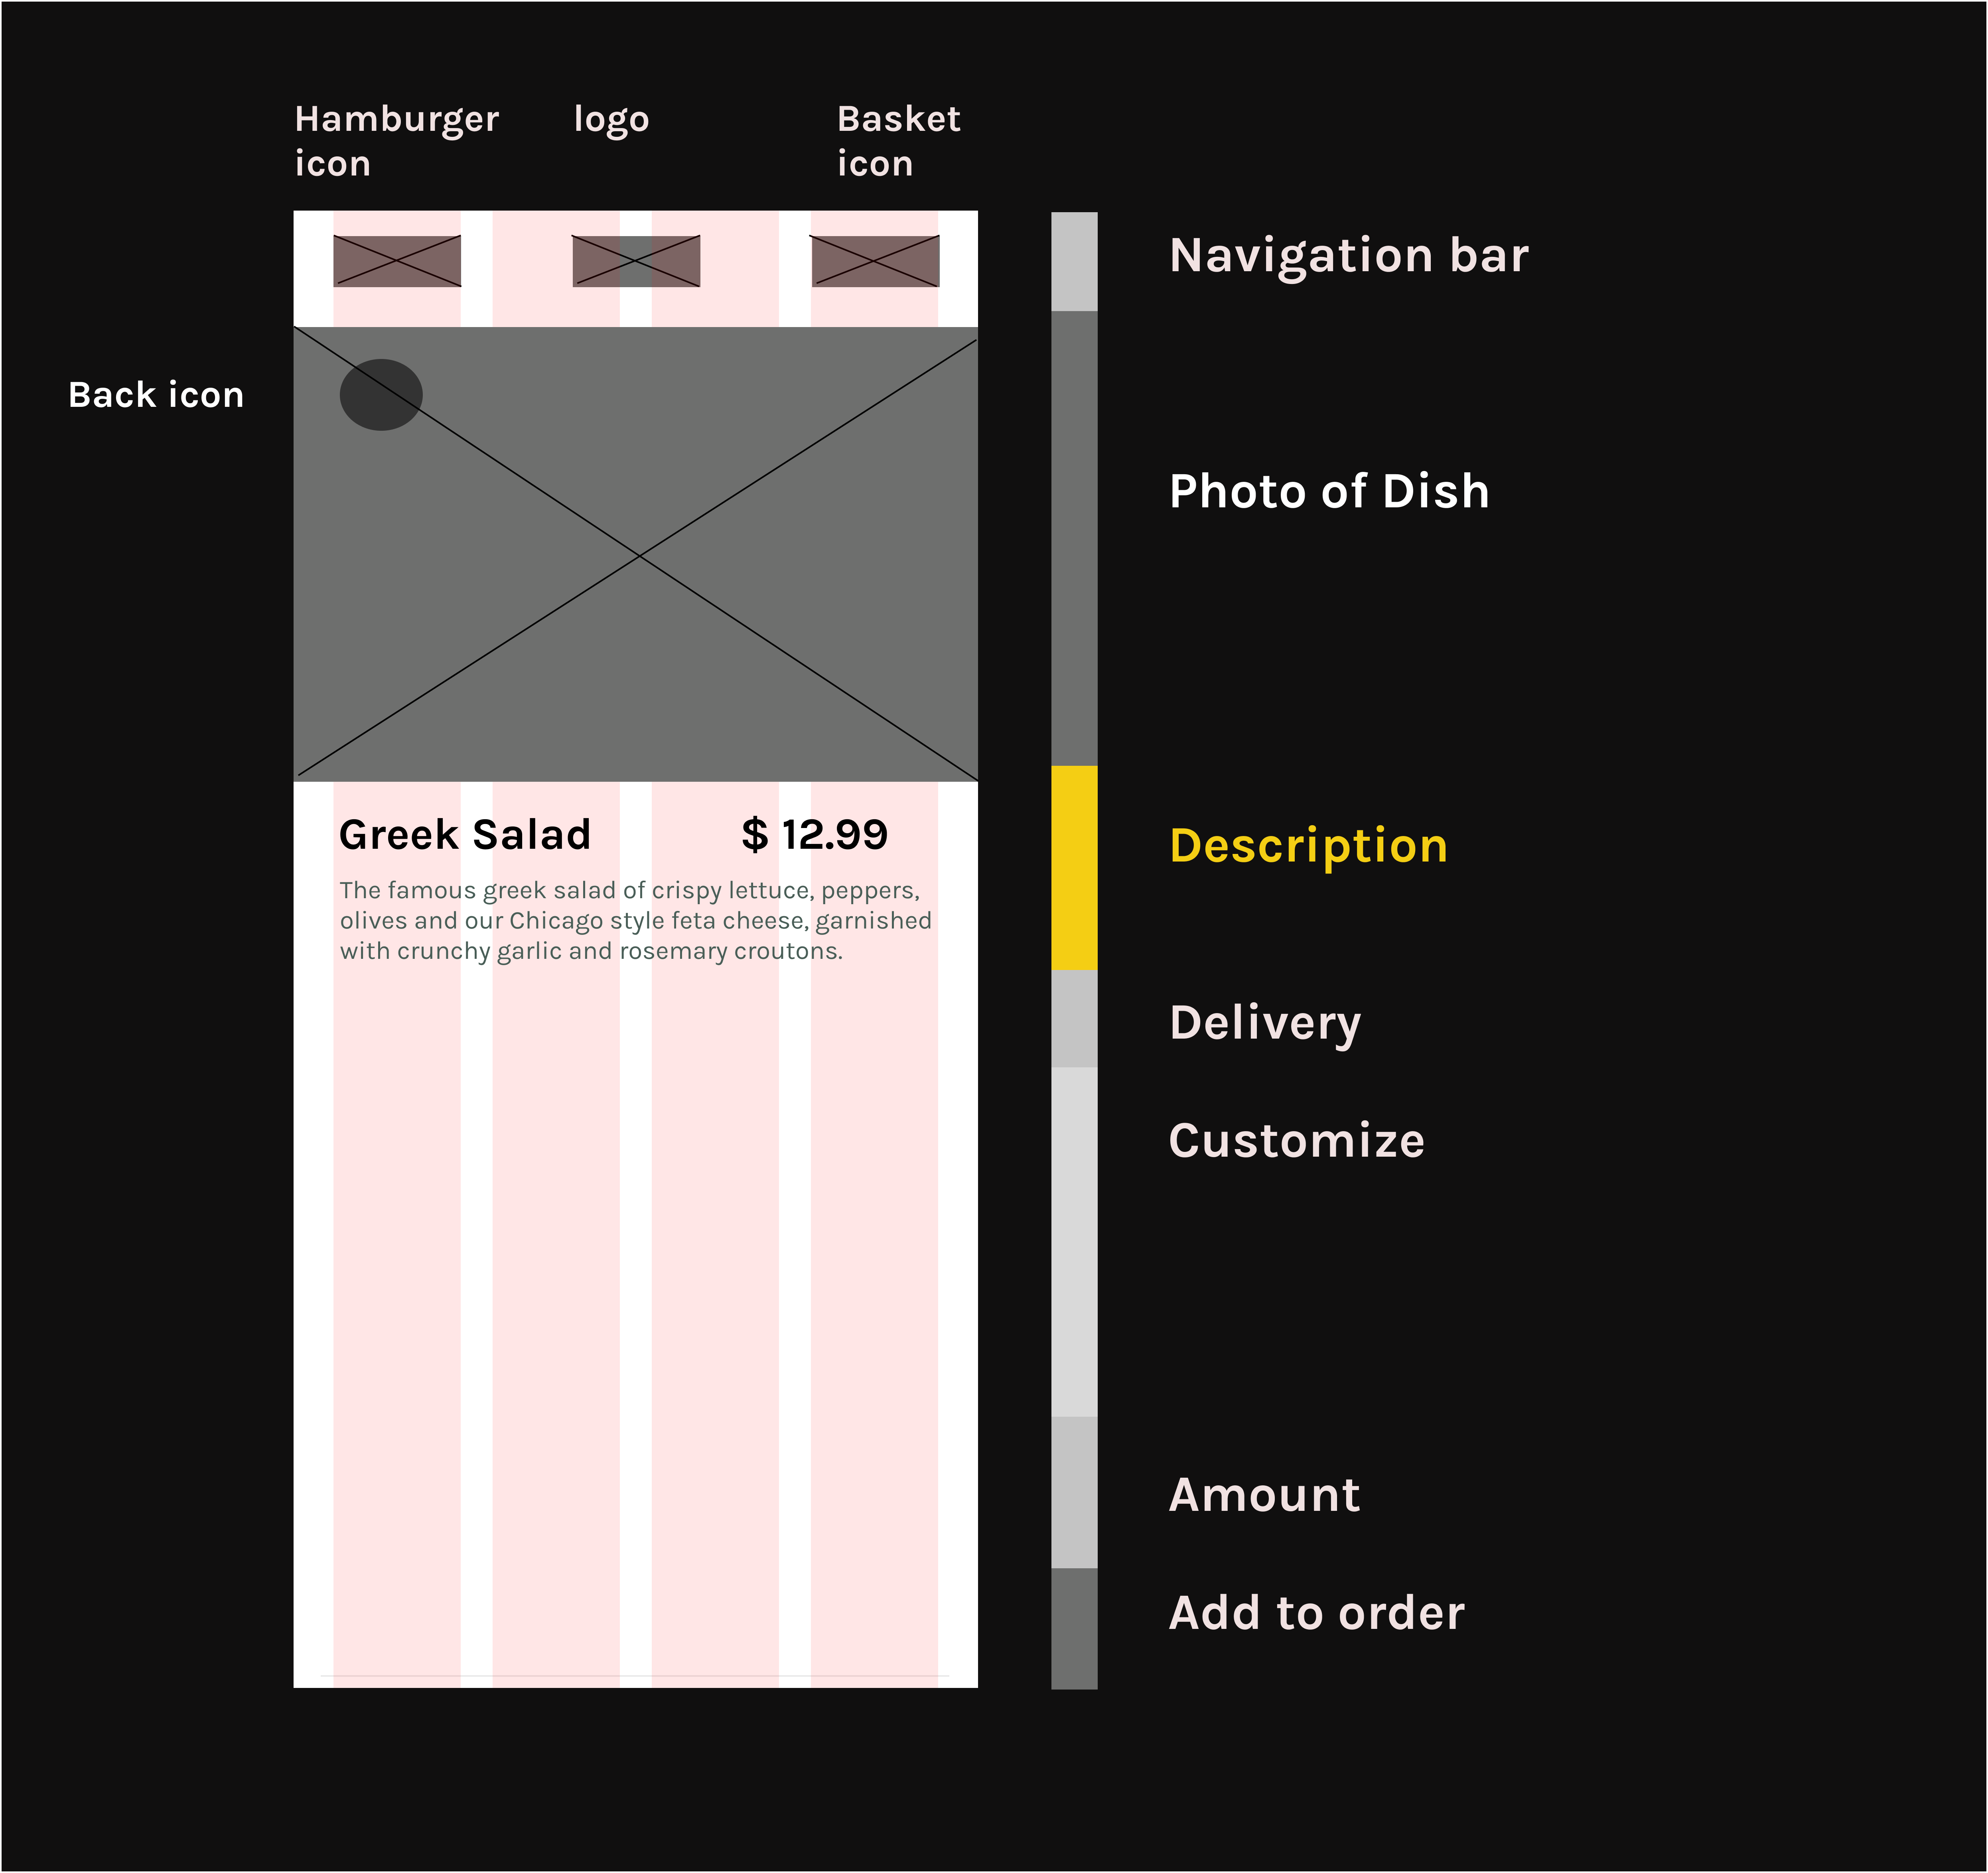 Hamburger
icon
logo
Basket
icon
Navigation bar
Back icon
Photo of Dish
Greek Salad
$ 12.99
Description
The famous greek salad of crispy lettuce, peppers,
olives and our Chicago style feta cheese, garnished
with crunchy garlic and rosemary croutons.
Delivery
Customize
Amount
Add to order